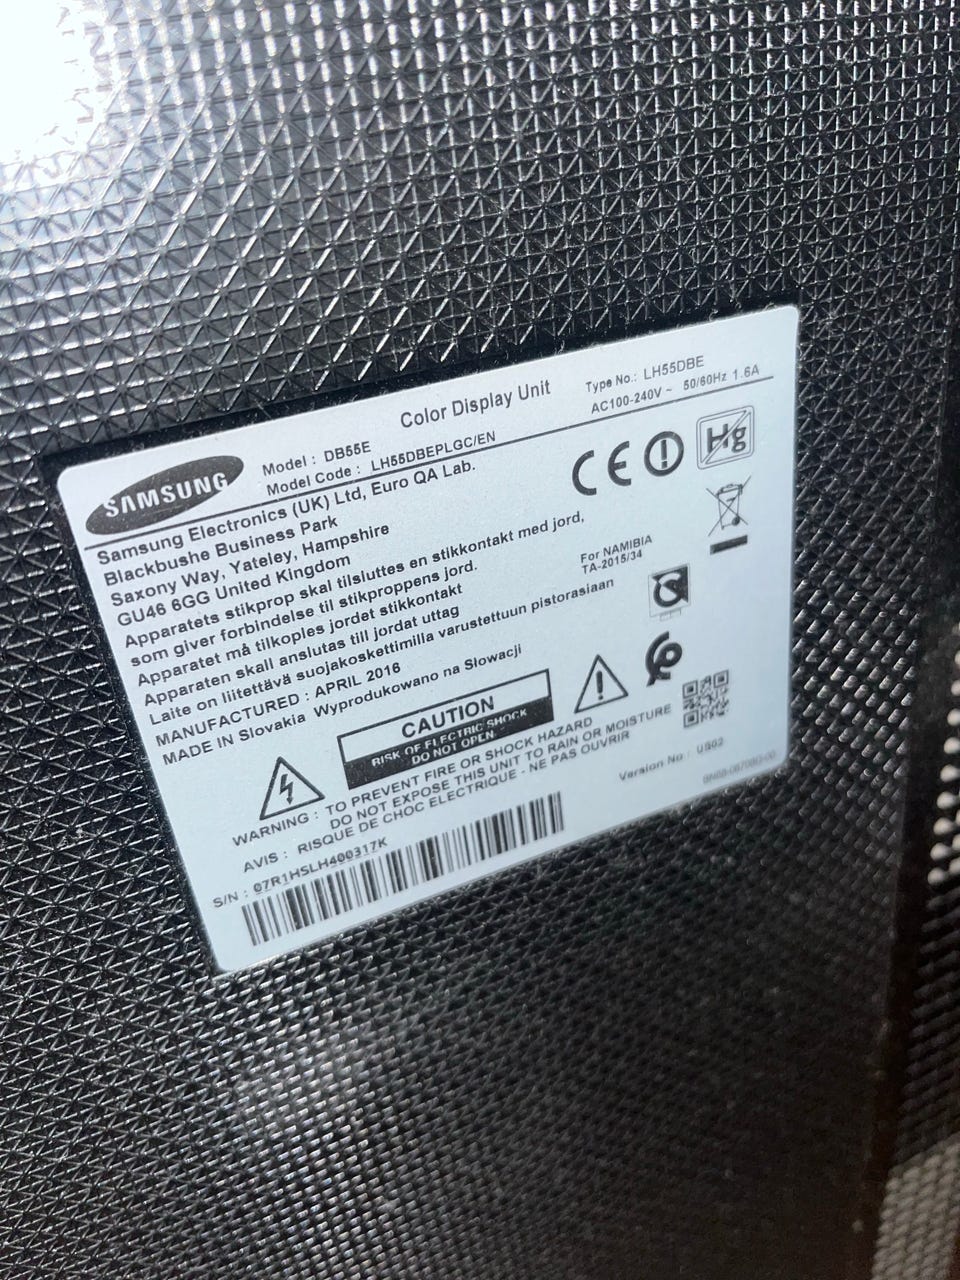 SAMSUNG
Model : DB55E
Model Code : LH55DBEPLGC/EN
Color Display Unit
Type No.: LH55DBE
AC100-240V ~ 50/60Hz 1.6A
Samsung Electronics (UK) Ltd, Euro QA Lab.
Blackbushe Business Park
Saxony Way, Yateley, Hampshire
GU46 6GG United Kingdom
Apparatets stikprop skal tilsluttes en stikkontakt med jord,
som giver forbindelse til stikproppens jord.
Apparatet må tilkoples jordet stikkontakt
Apparaten skall anslutas till jordat uttag
Laite on liitettävä suojakoskettimilla varustettuun pistorasiaan
MANUFACTURED : APRIL 2016
MADE IN Slovakia Wyprodukowano na Słowacji
CE
Hg
For NAMIBIA
TA-2015/34
CAUTION
RISK OF ELECTRIC SHOCK
DO NOT OPEN.
WARNING : TO PREVENT FIRE OR SHOCK HAZARD
DO NOT EXPOSE THIS UNIT TO RAIN OR MOISTURE
AVIS : RISQUE DE CHOC ELECTRIQUE - NE PAS OUVRIR
Version No : US02
S/N : 07R1HSLH400317K